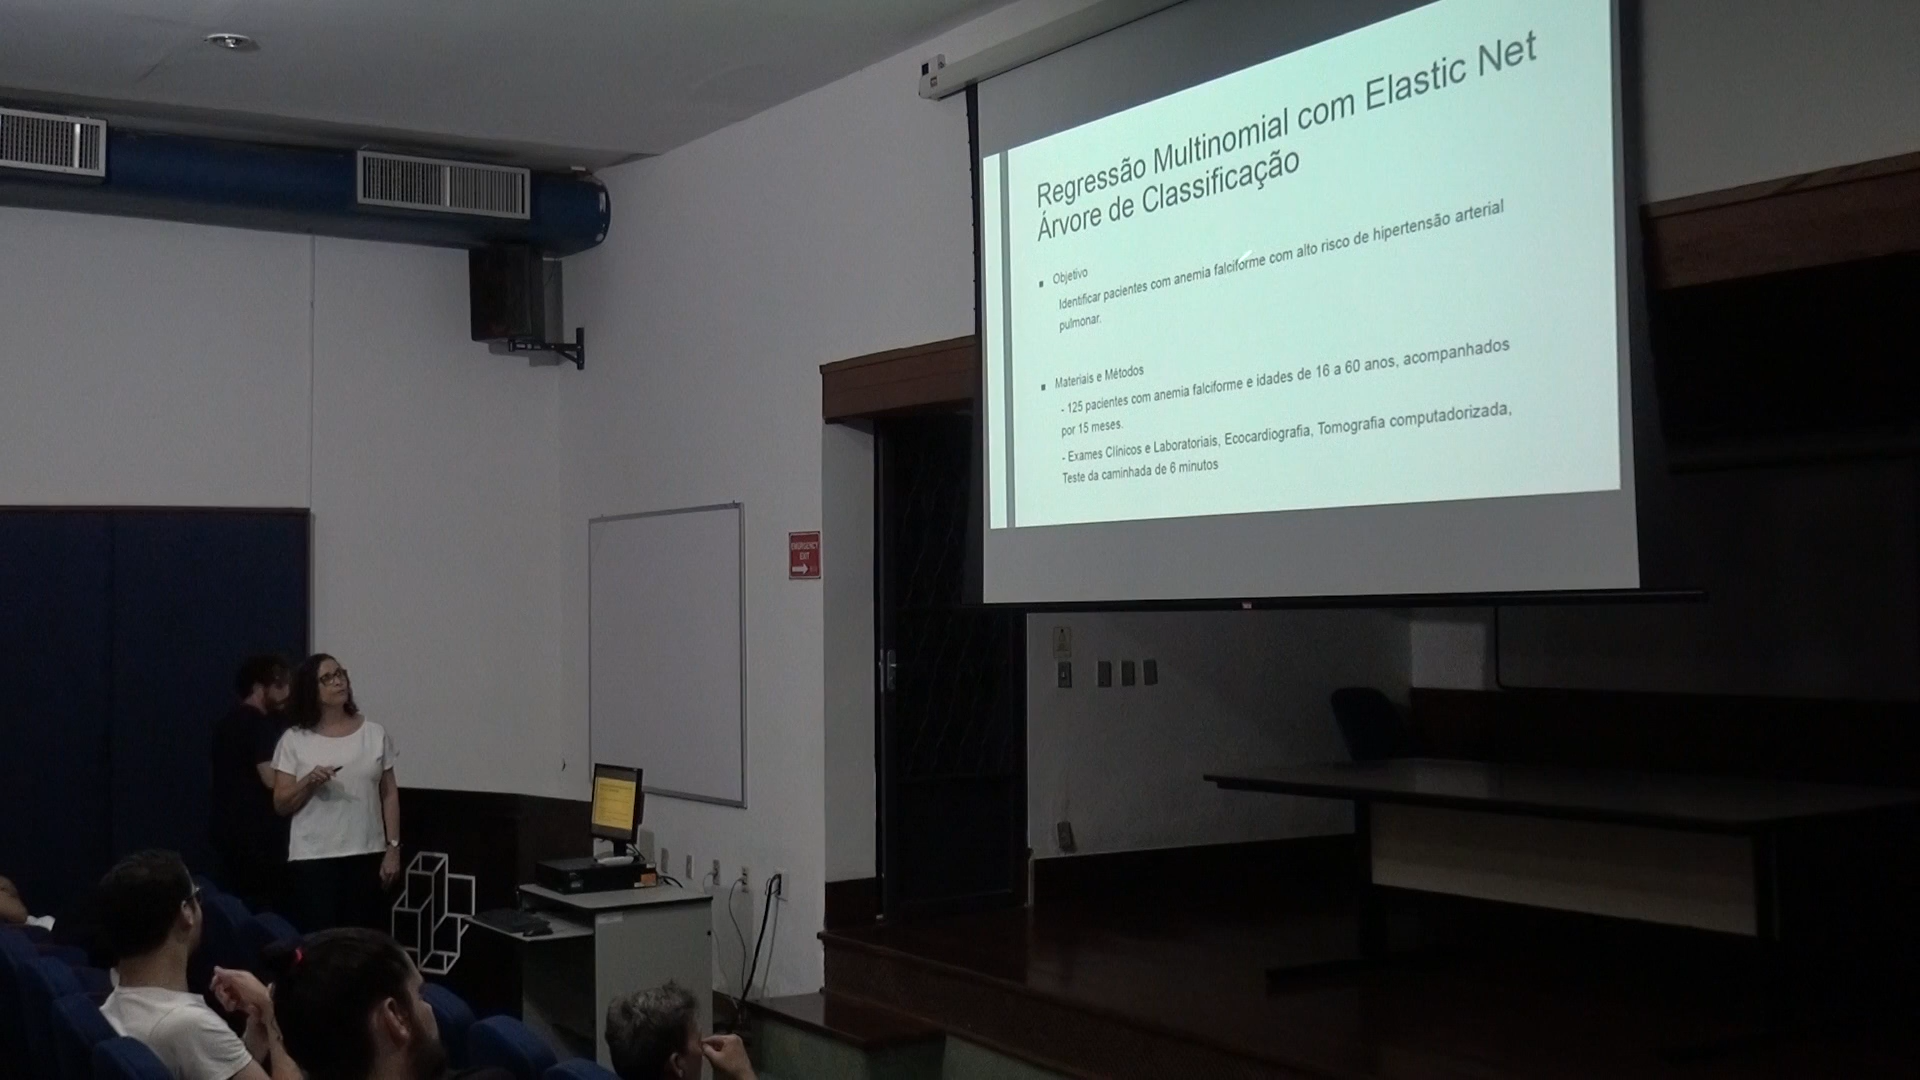 Regressão Multinomial com Elastic Net
Árvore de Classificação
▪ Objetivo
Identificar pacientes com anemia falciforme com alto risco de hipertensão arterial
pulmonar.
▪ Materiais e Métodos
- 125 pacientes com anemia falciforme e idades de 16 a 60 anos, acompanhados
por 15 meses.
- Exames Clínicos e Laboratoriais, Ecocardiografia, Tomografia computadorizada,
Teste da caminhada de 6 minutos
EMERGENCY
EXIT